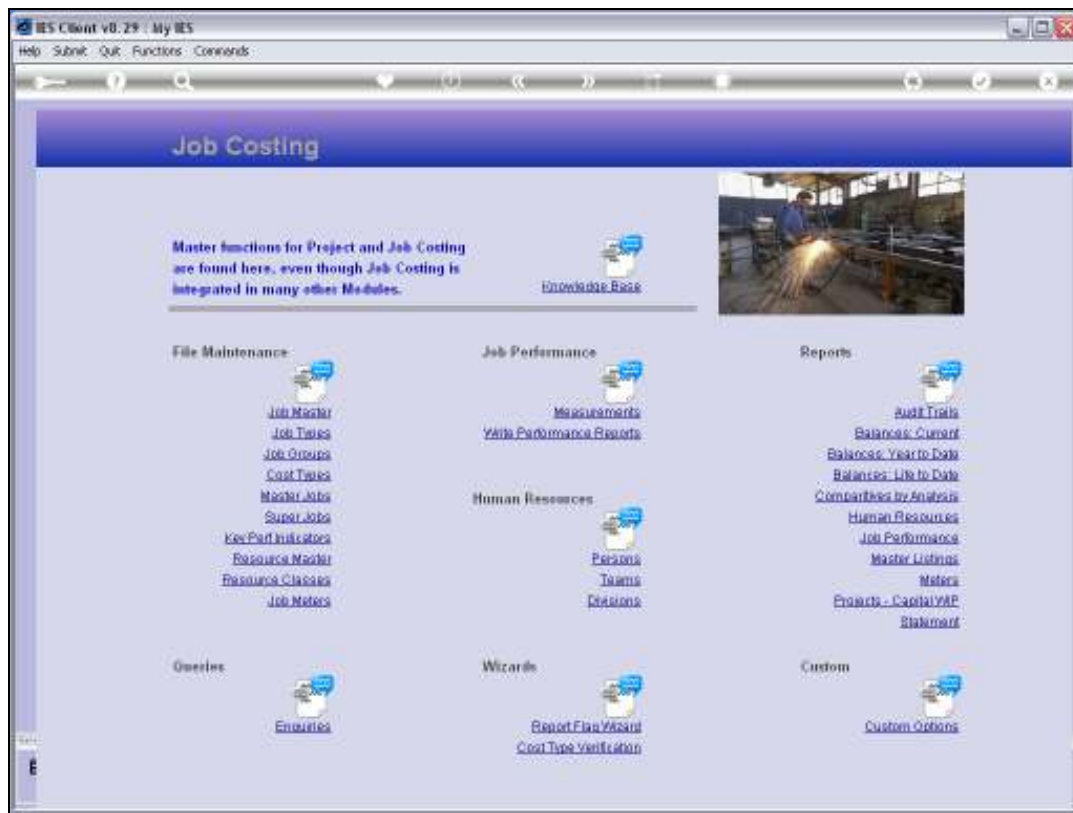 IES Client v8.29 : My IES
Help Submit Quit Functions Commands
Job Costing
Master functions for Project and Job Costing
are found here, even though Job Costing is
integrated in many other Modules.
Knowledge Base
File Maintenance
Job Master
Job Types
Job Groups
Cost Types
Master Jobs
Super Jobs
Key Perf Indicators
Resource Master
Resource Classes
Job Meters
Job Performance
Measurements
Write Performance Reports
Human Resources
Persons
Teams
Divisions
Reports
Audit Trails
Balances: Current
Balances: Year to Date
Balances: Life to Date
Comparitives by Analysis
Human Resources
Job Performance
Master Listings
Meters
Projects - Capital WIP
Statement
Queries
Enquiries
Wizards
Report Flag Wizard
Cost Type Verification
Custom
Custom Options